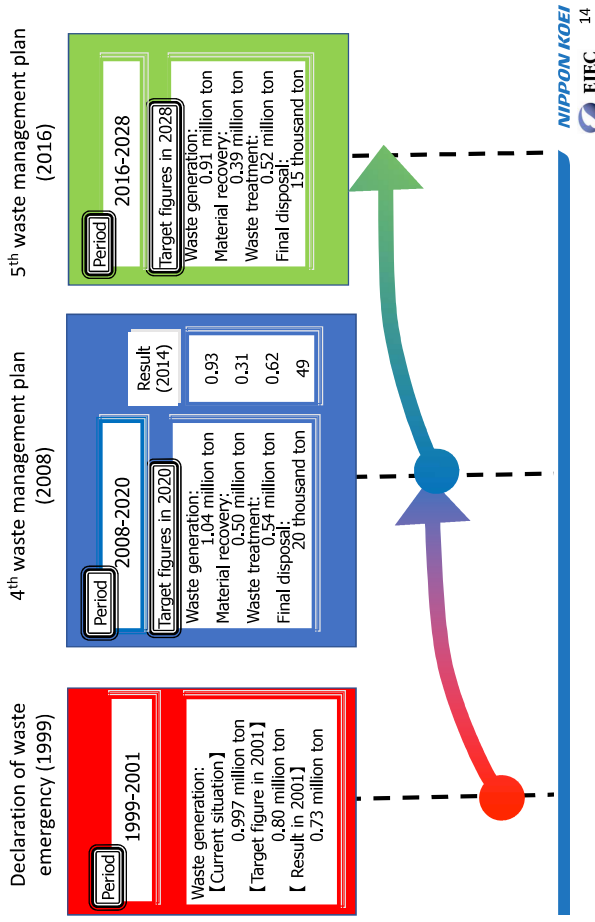 Declaration of waste
emergency (1999)
Period
1999-2001
Waste generation:
【Current situation】
0.997 million ton
【Target figure in 2001】
0.80 million ton
【 Result in 2001】
0.73 million ton
4th waste management plan
(2008)
Period
2008-2020
Target figures in 2020
Waste generation:
1.04 million ton
Material recovery:
0.50 million ton
Waste treatment:
0.54 million ton
Final disposal:
20 thousand ton
Result
(2014)
0.93
0.31
0.62
49
5th waste management plan
(2016)
Period
2016-2028
Target figures in 2028
Waste generation:
0.91 million ton
Material recovery:
0.39 million ton
Waste treatment:
0.52 million ton
Final disposal:
15 thousand ton
NIPPON KOEI
EJEC
14